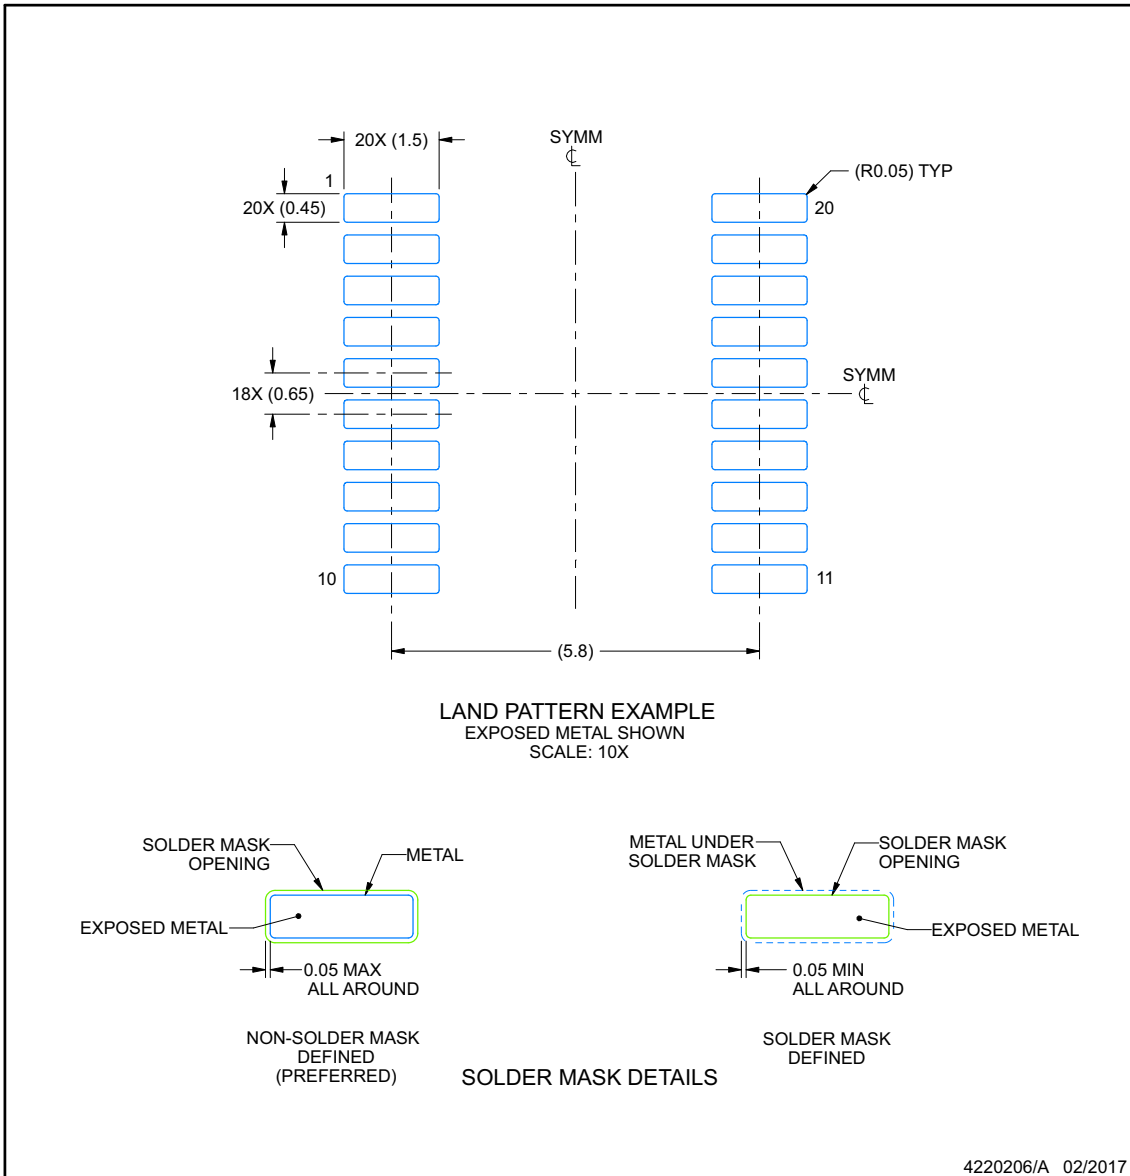 SYMM
℄
20X (1.5)
(R0.05) TYP
1
20X (0.45)
20
SYMM
℄
18X (0.65)
10
11
(5.8)
LAND PATTERN EXAMPLE
EXPOSED METAL SHOWN
SCALE: 10X
SOLDER MASK
OPENING
METAL
EXPOSED METAL
0.05 MAX
ALL AROUND
NON-SOLDER MASK
DEFINED
(PREFERRED)
METAL UNDER
SOLDER MASK
SOLDER MASK
OPENING
EXPOSED METAL
0.05 MIN
ALL AROUND
SOLDER MASK
DEFINED
SOLDER MASK DETAILS
4220206/A 02/2017